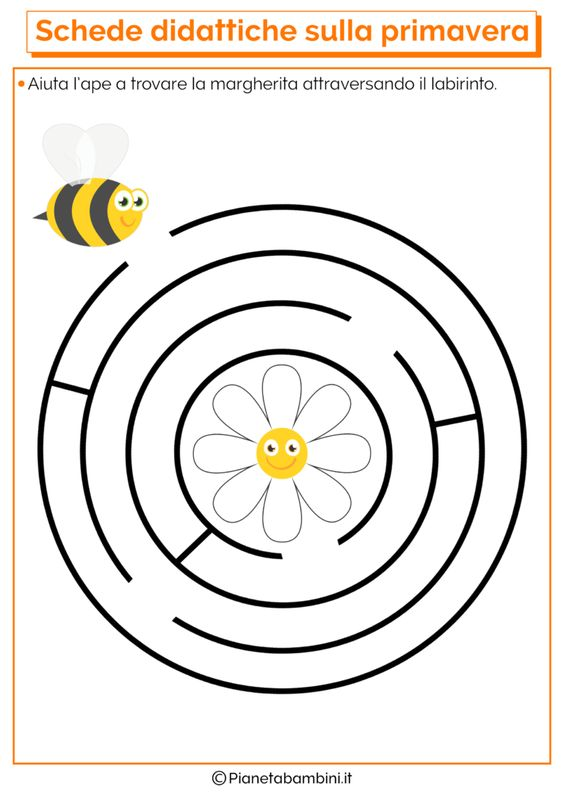 Schede didattiche sulla primavera
Aiuta l'ape a trovare la margherita attraversando il labirinto.
©Pianetabambini.it